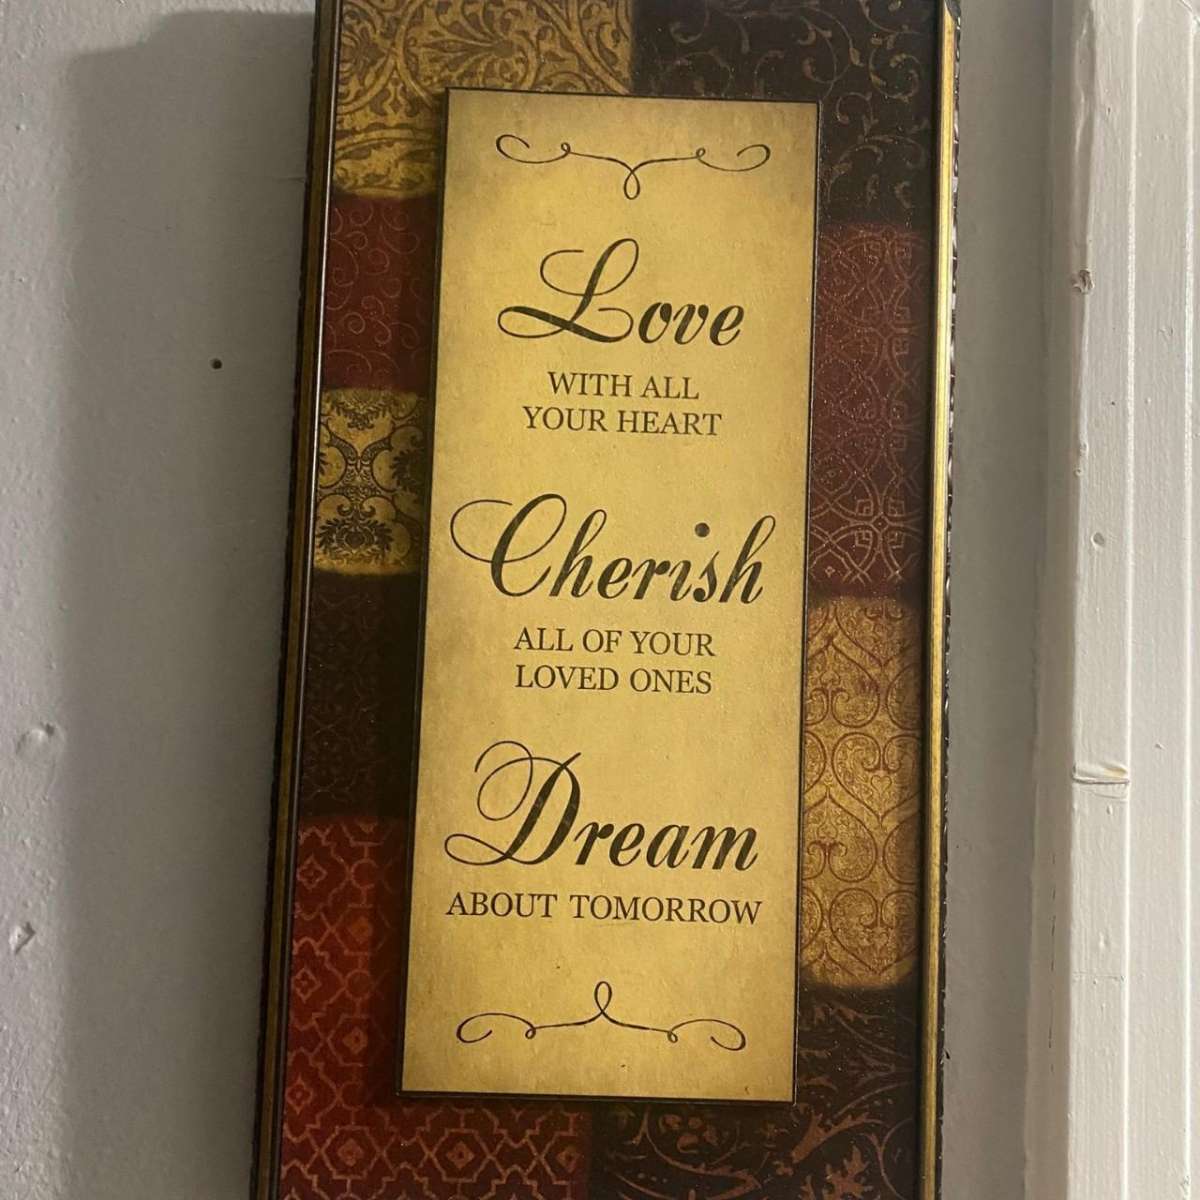 Love
WITH ALL
YOUR HEART
Cherish
ALL OF YOUR
LOVED ONES
Dream
ABOUT TOMORROW